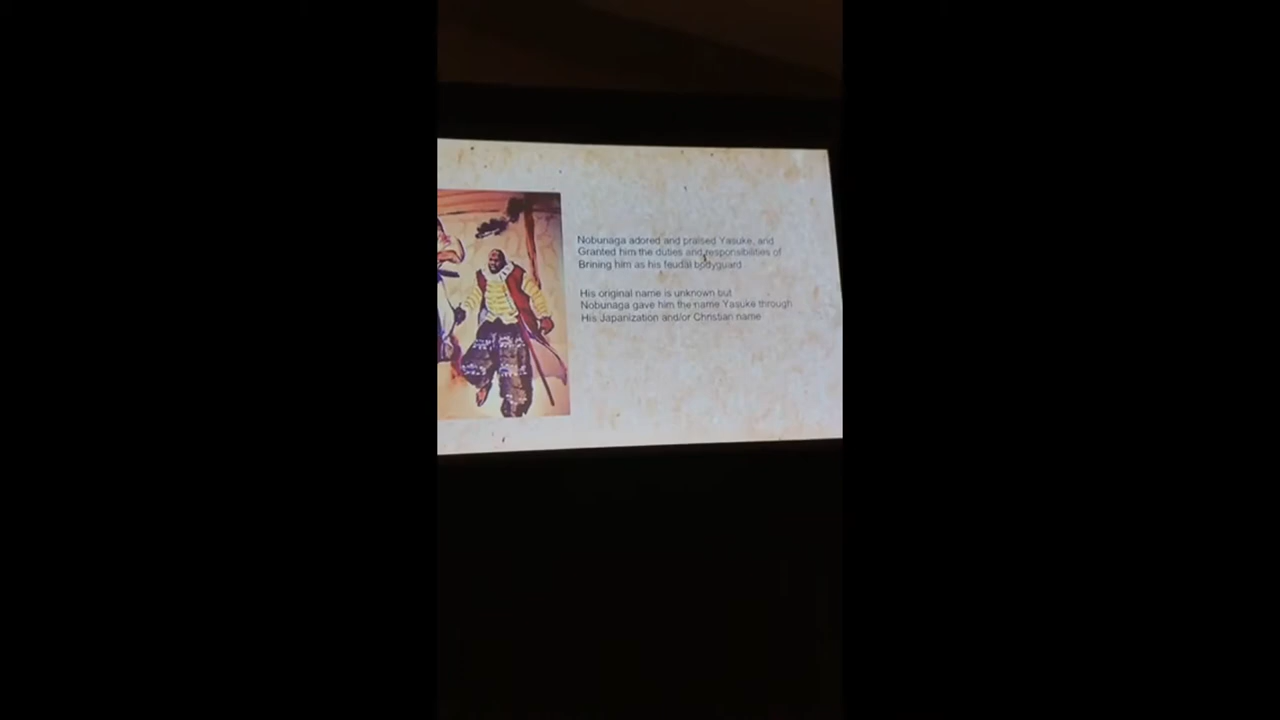 Nobunaga adored and praised Yasuke, and
Granted him the duties and responsibilities of
Brining him as his feudal bodyguard
His original name is unknown but
Nobunaga gave him the name Yasuke through
His Japanization and/or Christian name